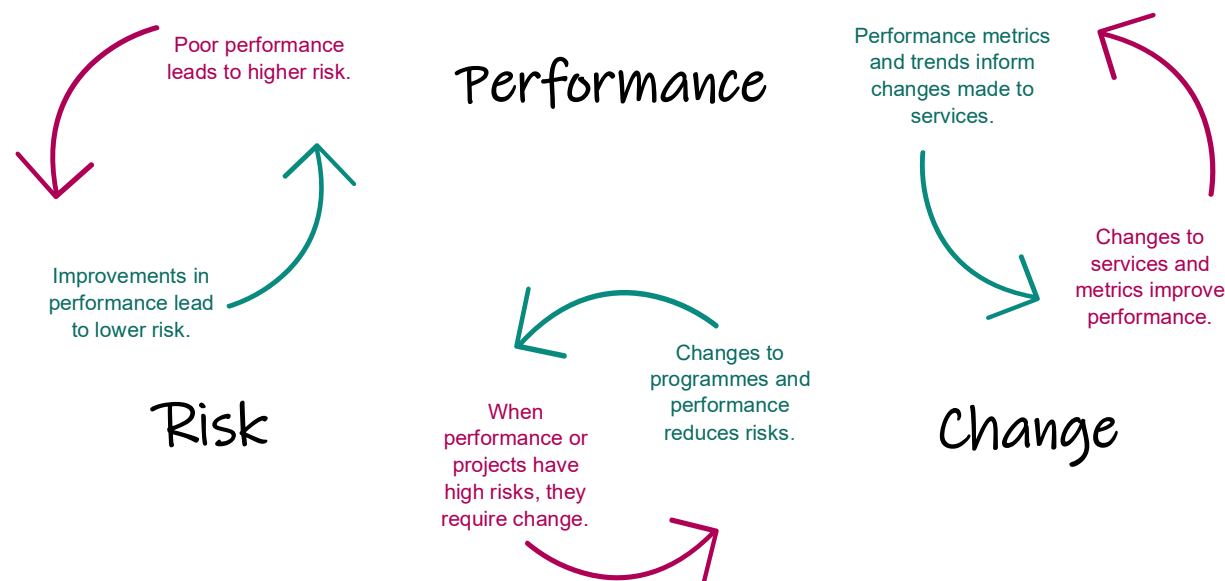 Poor performance
leads to higher risk.
Performance
Performance metrics
and trends inform
changes made to
services.
Improvements in
performance lead
to lower risk.
Changes to
services and
metrics improve
performance.
Risk
When
performance or
projects have
high risks, they
require change.
Changes to
programmes and
performance
reduces risks.
Change